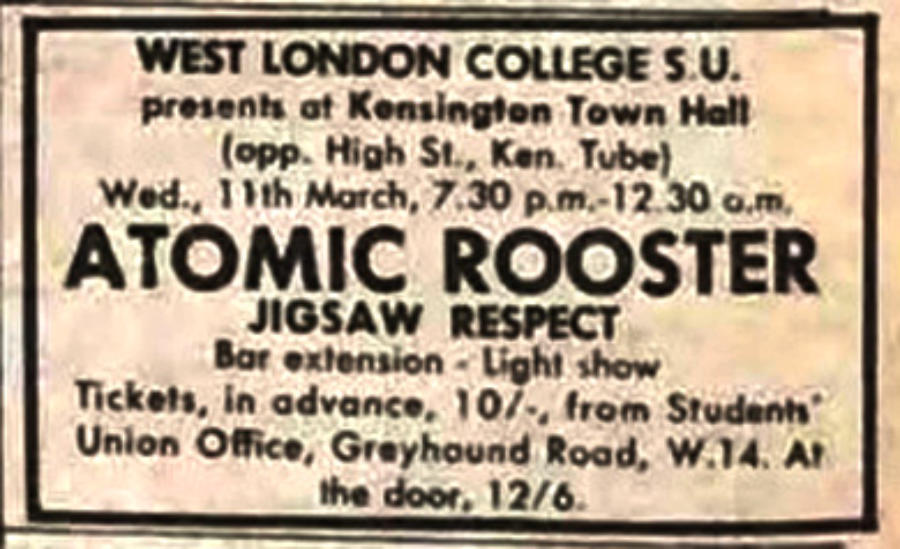 WEST LONDON COLLEGE S.U.
presents at Kensington Town Hall
(opp. High St., Ken. Tube)
Wed., 11th March, 7.30 p.m.-12.30 a.m.
ATOMIC ROOSTER
JIGSAW RESPECT
Bar extension - Light show
Tickets, in advance, 10/-, from Students'
Union Office, Greyhound Road, W.14. At
the door, 12/6.